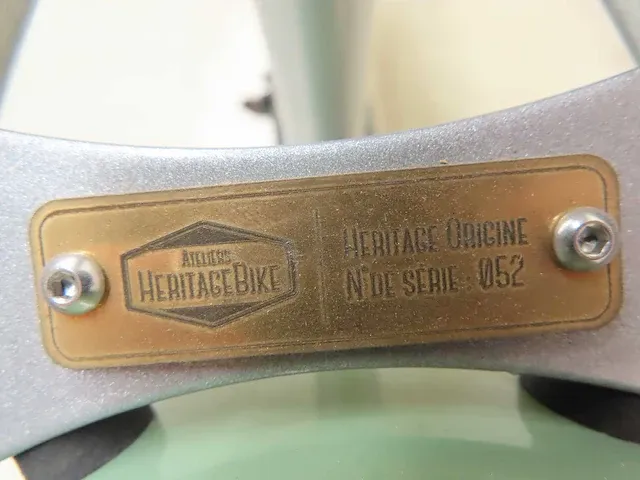 Ateliers
HeritageBike
Heritage Origine
N° de série : 052